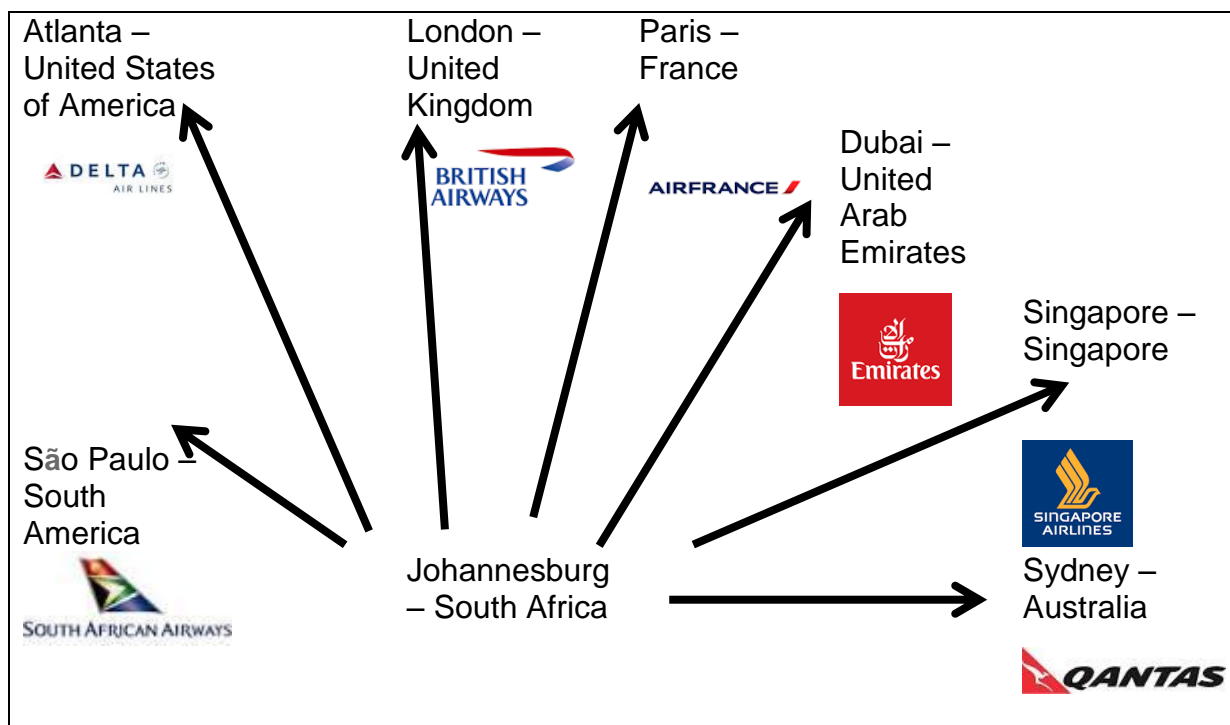 Atlanta –
United States
of America
DELTA
AIR LINES
London –
United
Kingdom
BRITISH
AIRWAYS
Paris –
France
AIRFRANCE
Dubai –
United
Arab
Emirates
Emirates
Singapore –
Singapore
SINGAPORE
AIRLINES
São Paulo –
South
America
SOUTH AFRICAN AIRWAYS
Johannesburg
– South Africa
Sydney –
Australia
QANTAS